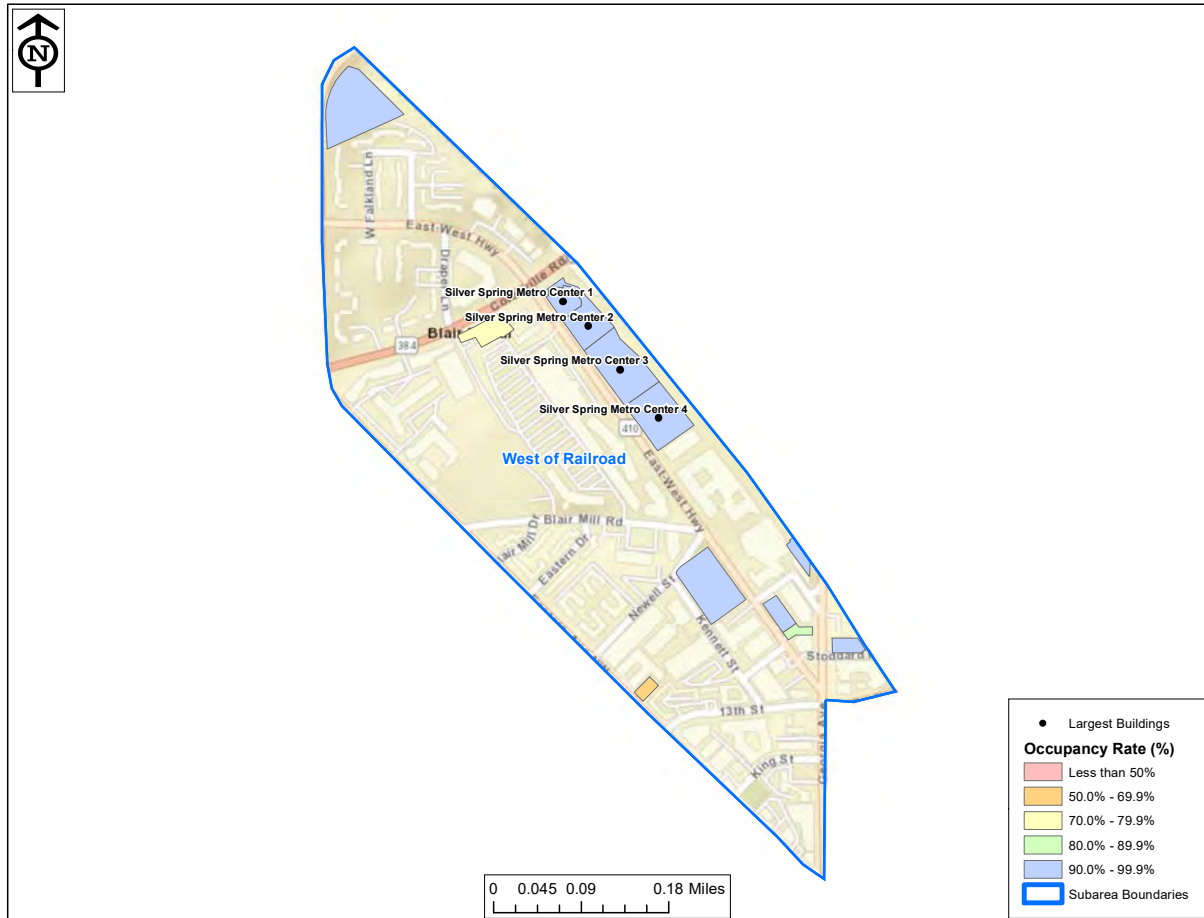 N
W Falkland Ln
East-West Hwy
Draper Ln
Silver Spring Metro Center 1
Silver Spring Metro Center 2
Blair
384
Silver Spring Metro Center 3
Silver Spring Metro Center 4
410
West of Railroad
East-West Hwy
Blair Mill Rd
Eastern Dr
Newell St
Kennett St
13th St
Georgia Ave
King St
Largest Buildings
Occupancy Rate (%)
Less than 50%
50.0% - 69.9%
70.0% - 79.9%
80.0% - 89.9%
90.0% - 99.9%
Subarea Boundaries
0 0.045 0.09 0.18 Miles